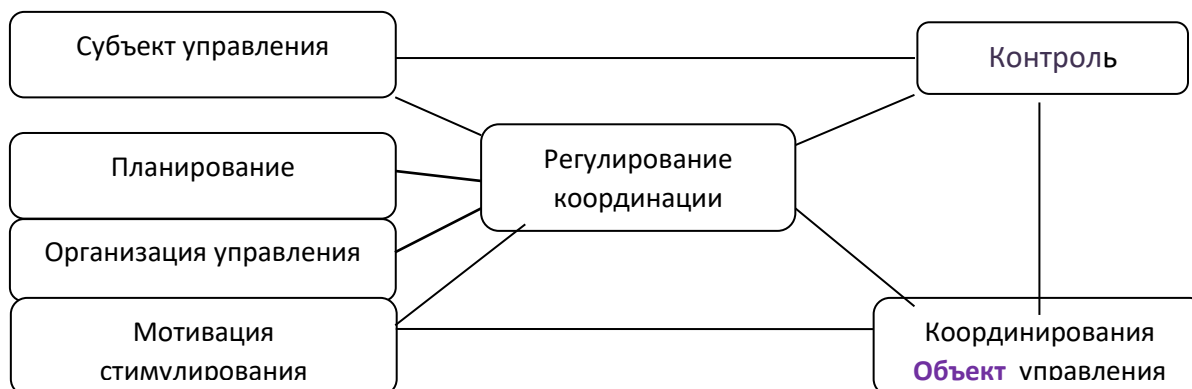 Субъект управления
Контроль
Планирование
Регулирование
координации
Организация управления
Мотивация
стимулирования
Координирования
Объект управления